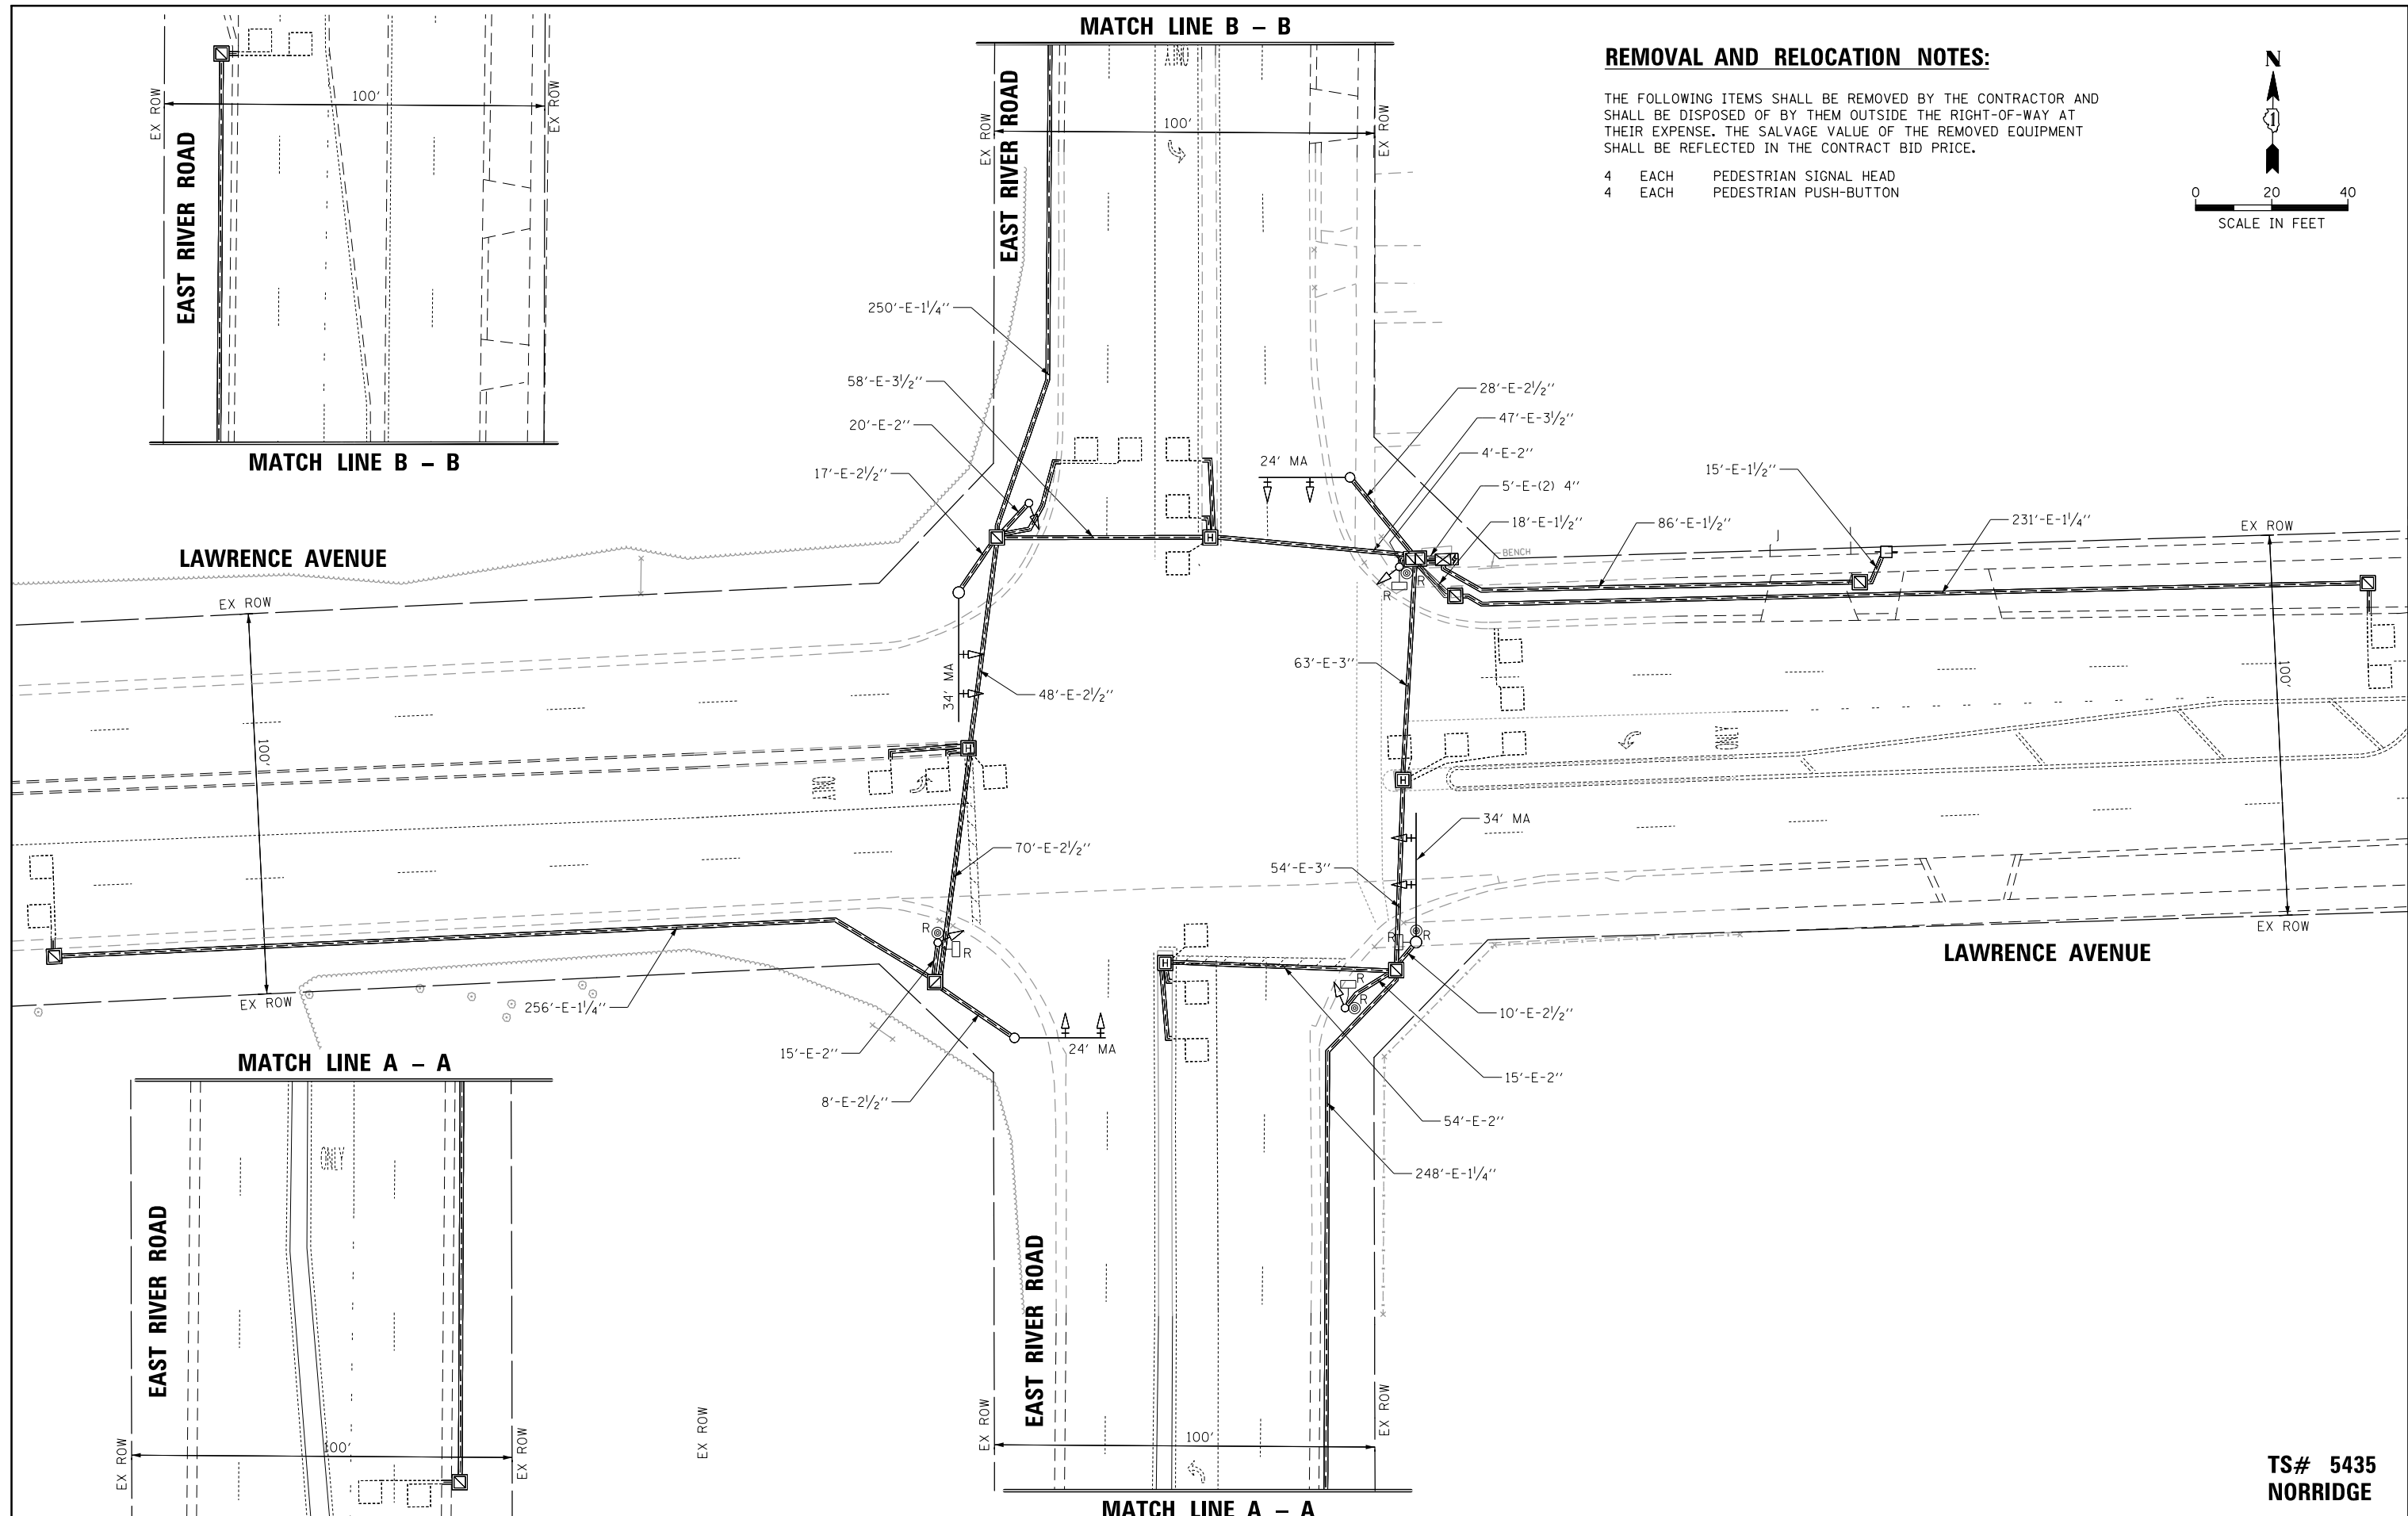 MATCH LINE B – B
REMOVAL AND RELOCATION NOTES:
THE FOLLOWING ITEMS SHALL BE REMOVED BY THE CONTRACTOR AND
SHALL BE DISPOSED OF BY THEM OUTSIDE THE RIGHT-OF-WAY AT
THEIR EXPENSE. THE SALVAGE VALUE OF THE REMOVED EQUIPMENT
SHALL BE REFLECTED IN THE CONTRACT BID PRICE.
4 EACH PEDESTRIAN SIGNAL HEAD
4 EACH PEDESTRIAN PUSH-BUTTON
N
1
0 20 40
SCALE IN FEET
100'
EX ROW
EX ROW
EAST RIVER ROAD
MATCH LINE B – B
ONLY
EAST RIVER ROAD
100'
EX ROW
EX ROW
250'-E-1¼''
58'-E-3½''
20'-E-2''
17'-E-2½''
24' MA
28'-E-2½''
47'-E-3½''
4'-E-2''
5'-E-(2) 4''
18'-E-1½''
15'-E-1½''
86'-E-1½''
231'-E-1¼''
EX ROW
BENCH
LAWRENCE AVENUE
EX ROW
H
R
R
34' MA
48'-E-2½''
63'-E-3''
100'
100'
H
ONLY
ONLY
H
34' MA
70'-E-2½''
54'-E-3''
R
R
R
R
EX ROW
LAWRENCE AVENUE
H
R
R
EX ROW
256'-E-1¼''
10'-E-2½''
15'-E-2''
24' MA
MATCH LINE A – A
15'-E-2''
8'-E-2½''
54'-E-2''
248'-E-1¼''
ONLY
EAST RIVER ROAD
EAST RIVER ROAD
EX ROW
100'
EX ROW
EX ROW
EX ROW
100'
EX ROW
TS# 5435
NORRIDGE
MATCH LINE A – A